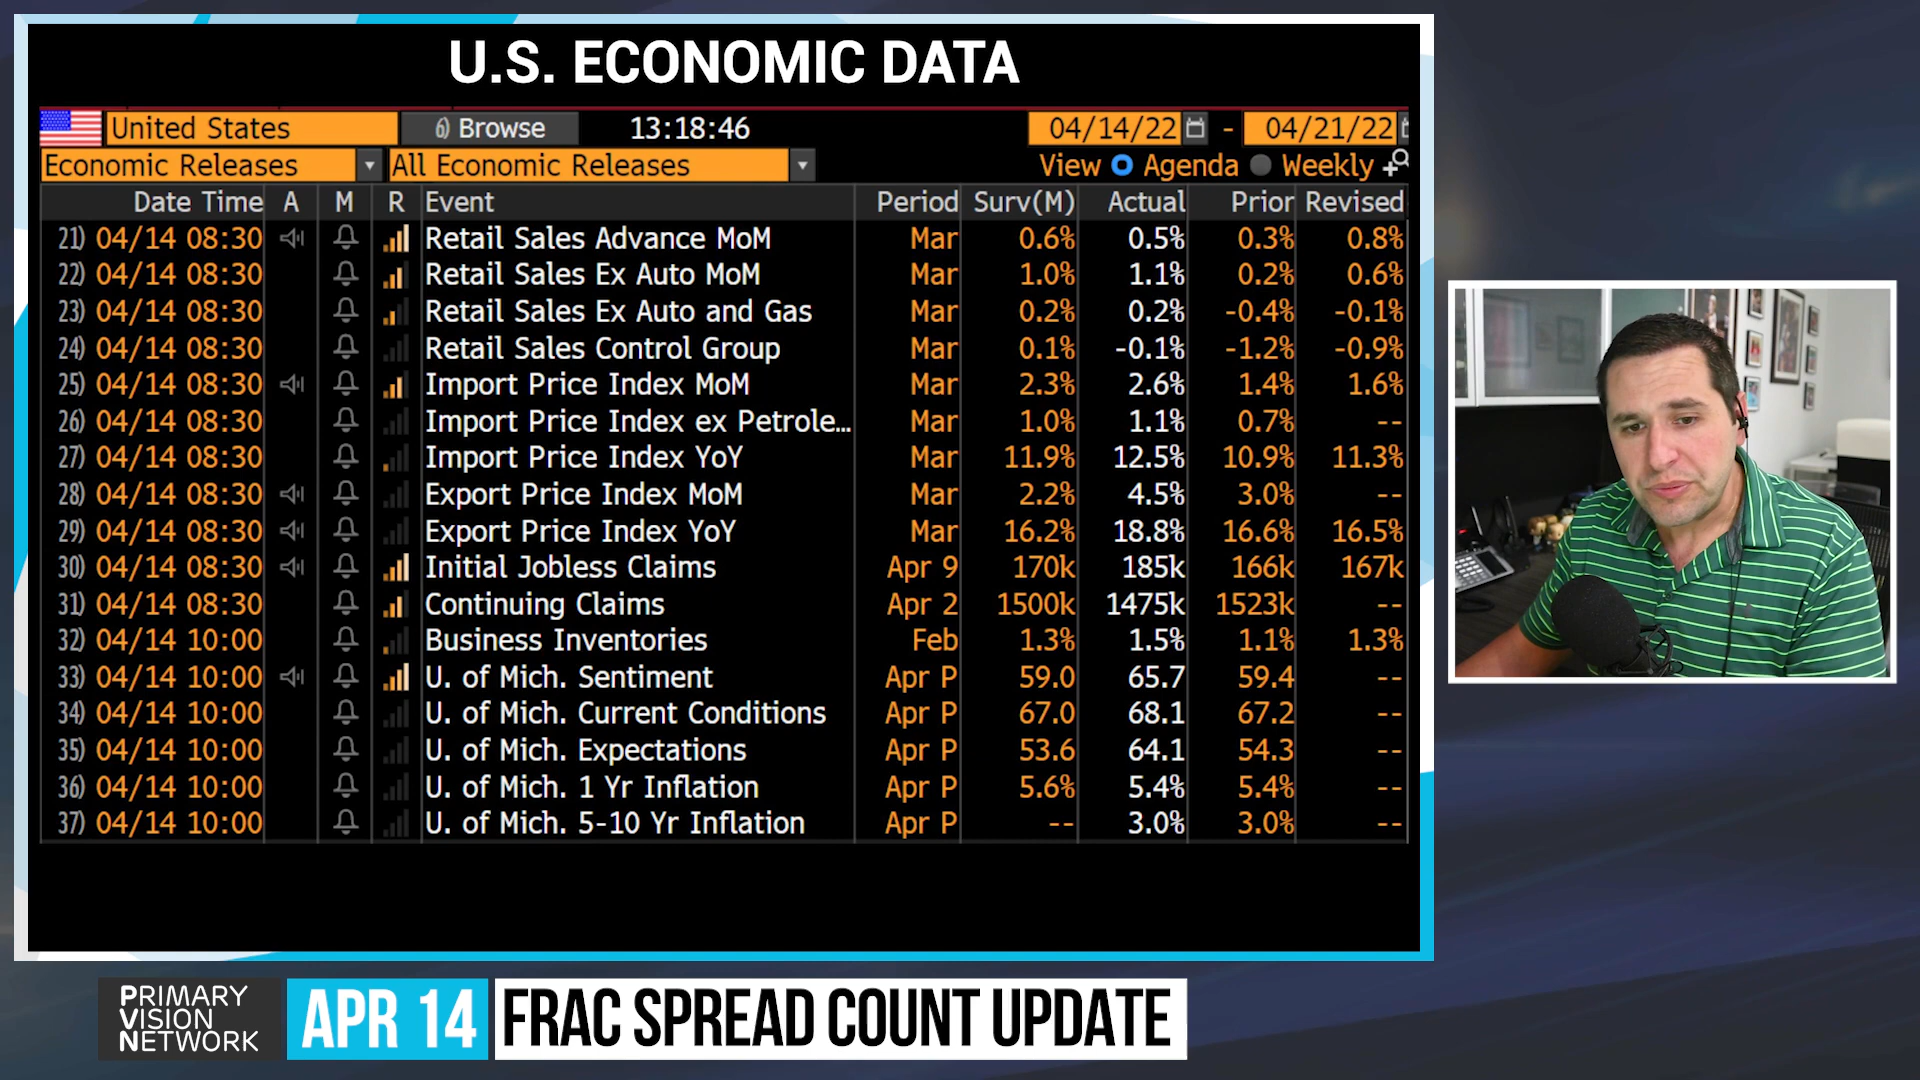 U.S. ECONOMIC DATA
United States 6) Browse 13:18:46 04/14/22 - 04/21/22
Economic Releases All Economic Releases View Agenda Weekly
Date Time A M R Event Period Surv(M) Actual Prior Revised
21) 04/14 08:30 Retail Sales Advance MoM Mar 0.6% 0.5% 0.3% 0.8%
22) 04/14 08:30 Retail Sales Ex Auto MoM Mar 1.0% 1.1% 0.2% 0.6%
23) 04/14 08:30 Retail Sales Ex Auto and Gas Mar 0.2% 0.2% -0.4% -0.1%
24) 04/14 08:30 Retail Sales Control Group Mar 0.1% -0.1% -1.2% -0.9%
25) 04/14 08:30 Import Price Index MoM Mar 2.3% 2.6% 1.4% 1.6%
26) 04/14 08:30 Import Price Index ex Petrole... Mar 1.0% 1.1% 0.7% --
27) 04/14 08:30 Import Price Index YoY Mar 11.9% 12.5% 10.9% 11.3%
28) 04/14 08:30 Export Price Index MoM Mar 2.2% 4.5% 3.0% --
29) 04/14 08:30 Export Price Index YoY Mar 16.2% 18.8% 16.6% 16.5%
30) 04/14 08:30 Initial Jobless Claims Apr 9 170k 185k 166k 167k
31) 04/14 08:30 Continuing Claims Apr 2 1500k 1475k 1523k --
32) 04/14 10:00 Business Inventories Feb 1.3% 1.5% 1.1% 1.3%
33) 04/14 10:00 U. of Mich. Sentiment Apr P 59.0 65.7 59.4 --
34) 04/14 10:00 U. of Mich. Current Conditions Apr P 67.0 68.1 67.2 --
35) 04/14 10:00 U. of Mich. Expectations Apr P 53.6 64.1 54.3 --
36) 04/14 10:00 U. of Mich. 1 Yr Inflation Apr P 5.6% 5.4% 5.4% --
37) 04/14 10:00 U. of Mich. 5-10 Yr Inflation Apr P -- 3.0% 3.0% --
PRIMARY
VISION
NETWORK
APR 14 FRAC SPREAD COUNT UPDATE